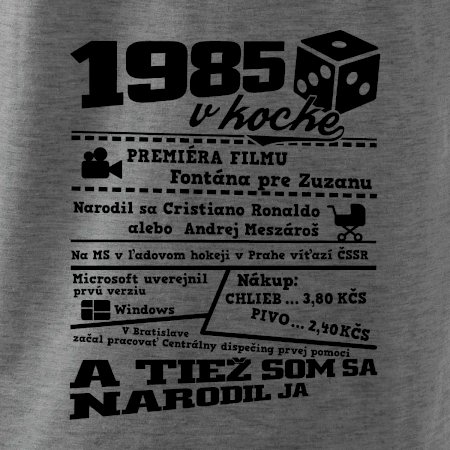 1985
v kocke
PREMIÉRA FILMU
Fontána pre Zuzanu
Narodil sa Cristiano Ronaldo
alebo Andrej Meszároš
Na MS v ľadovom hokeji v Prahe víťazí ČSSR
Microsoft uverejnil
prvú verziu
Windows
Nákup:
CHLIEB ... 3,80 KČS
PIVO ... 2,40KČS
V Bratislave
začal pracovať Centrálny dispečing prvej pomoci
A TIEŽ SOM SA
NARODIL JA